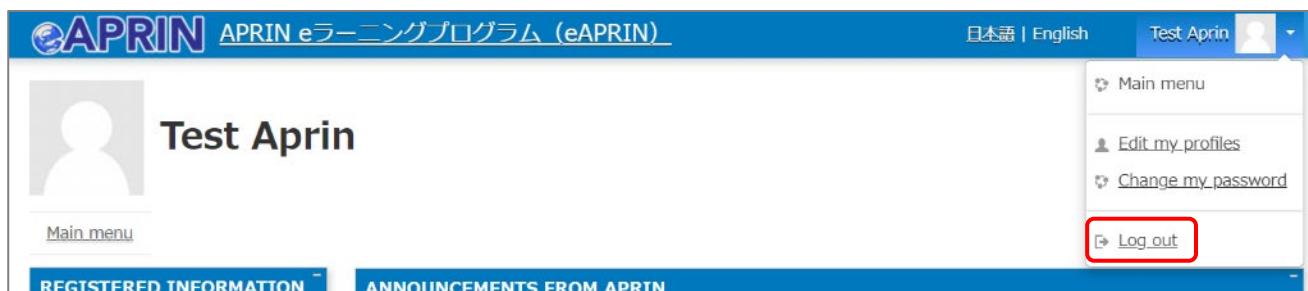 eAPRIN APRIN eラーニングプログラム（eAPRIN） 日本語 | English Test Aprin
Main menu
Test Aprin
Edit my profiles
Change my password
Main menu
Log out
REGISTERED INFORMATION
ANNOUNCEMENTS FROM APRIN